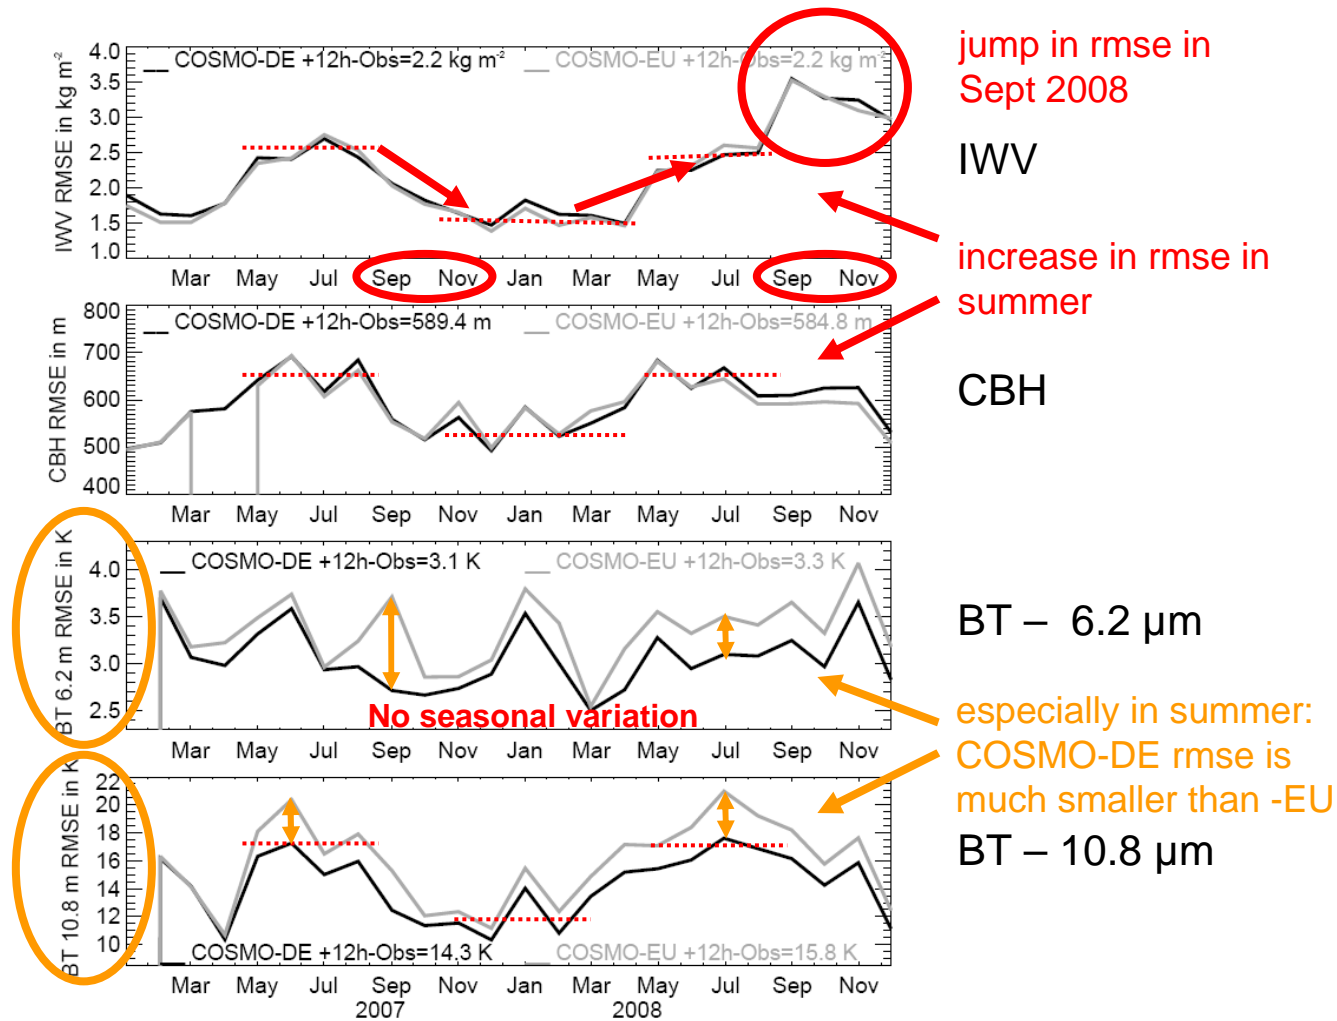 jump in rmse in
Sept 2008
IWV
increase in rmse in
summer
CBH
BT – 6.2 µm
especially in summer:
COSMO-DE rmse is
much smaller than -EU
BT – 10.8 µm
IWV RMSE in kg m⁻²
4.0
3.5
3.0
2.5
2.0
1.5
1.0
__ COSMO-DE +12h-Obs=2.2 kg m⁻²
__ COSMO-EU +12h-Obs=2.2 kg m⁻²
Mar May Jul Sep Nov Jan Mar May Jul Sep Nov
CBH RMSE in m
800
700
600
500
400
__ COSMO-DE +12h-Obs=589.4 m
__ COSMO-EU +12h-Obs=584.8 m
Mar May Jul Sep Nov Jan Mar May Jul Sep Nov
BT 6.2 m RMSE in K
4.0
3.5
3.0
2.5
__ COSMO-DE +12h-Obs=3.1 K
__ COSMO-EU +12h-Obs=3.3 K
No seasonal variation
Mar May Jul Sep Nov Jan Mar May Jul Sep Nov
BT 10.8 m RMSE in K
22
20
18
16
14
12
10
__ COSMO-DE +12h-Obs=14.3 K
__ COSMO-EU +12h-Obs=15.8 K
Mar May Jul Sep Nov Jan Mar May Jul Sep Nov
2007 2008